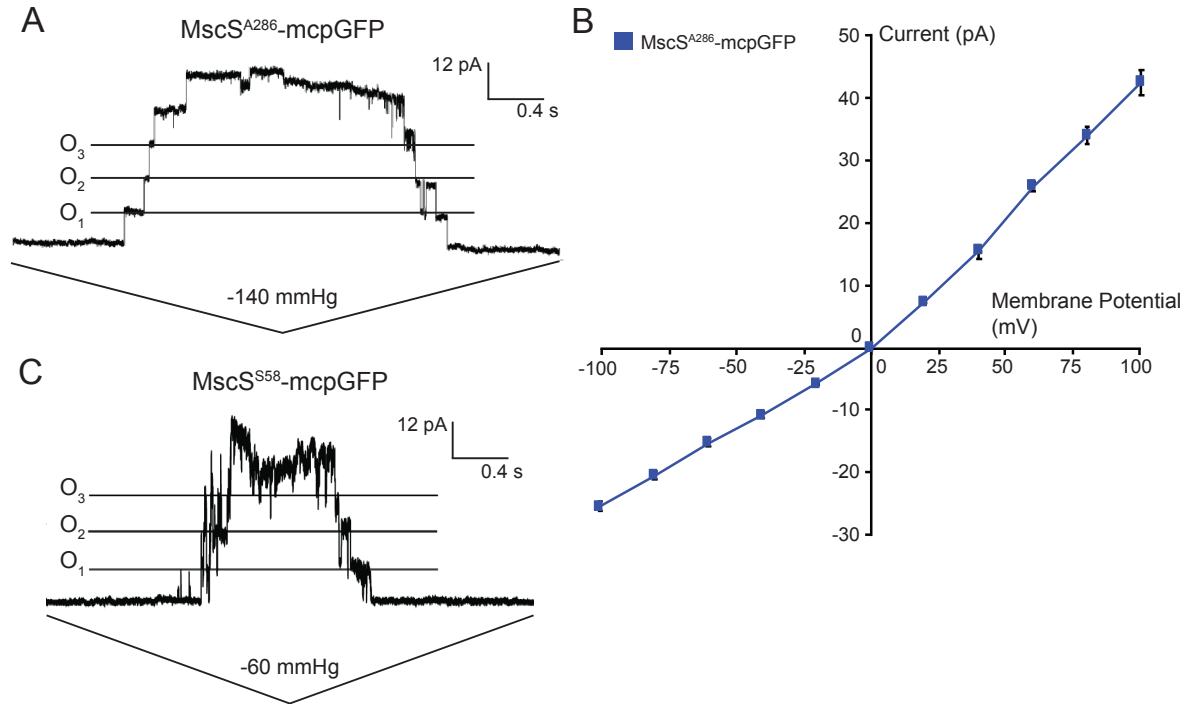 A
MscS^A286-mcpGFP
12 pA
0.4 s
O₃
O₂
O₁
-140 mmHg
B
MscS^A286-mcpGFP
Current (pA)
50
40
30
20
10
0
-10
-20
-30
Membrane Potential
(mV)
-100 -75 -50 -25 0 25 50 75 100
C
MscS^S58-mcpGFP
12 pA
0.4 s
O₃
O₂
O₁
-60 mmHg